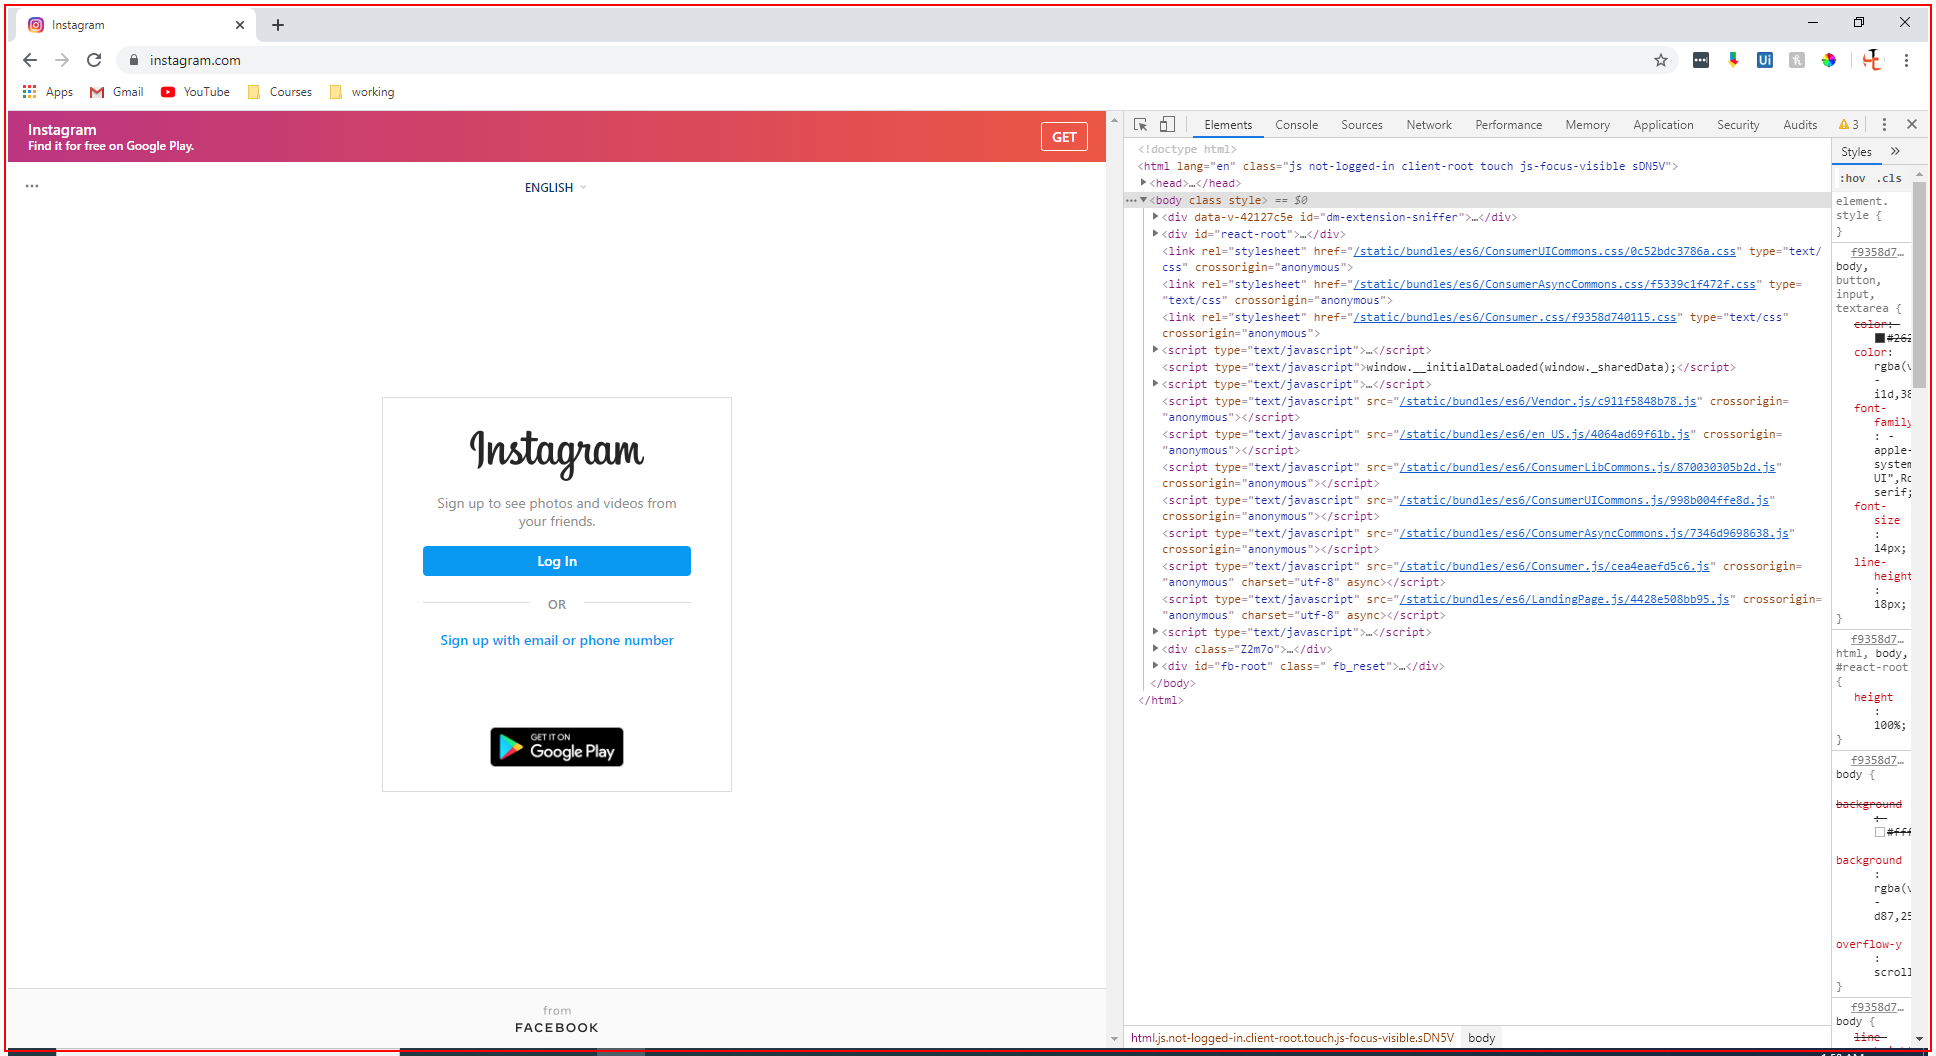 Instagram
instagram.com
Apps Gmail YouTube Courses working
Instagram
Find it for free on Google Play.
GET
ENGLISH
Instagram
Sign up to see photos and videos from
your friends.
Log In
OR
Sign up with email or phone number
GET IT ON
Google Play
from
FACEBOOK
Elements Console Sources Network Performance Memory Application Security Audits 3
<!doctype html>
<html lang="en" class="js not-logged-in client-root touch js-focus-visible sDN5V">
<head>…</head>
<body class style> == $0
<div data-v-42127c5e id="dm-extension-sniffer">…</div>
<div id="react-root">…</div>
<link rel="stylesheet" href="/static/bundles/es6/ConsumerUICommons.css/0c52bdc3786a.css" type="text/
css" crossorigin="anonymous">
<link rel="stylesheet" href="/static/bundles/es6/ConsumerAsyncCommons.css/f5339c1f472f.css" type=
"text/css" crossorigin="anonymous">
<link rel="stylesheet" href="/static/bundles/es6/Consumer.css/f9358d740115.css" type="text/css"
crossorigin="anonymous">
<script type="text/javascript">…</script>
<script type="text/javascript">window.__initialDataLoaded(window._sharedData);</script>
<script type="text/javascript">…</script>
<script type="text/javascript" src="/static/bundles/es6/Vendor.js/c911f5848b78.js" crossorigin=
"anonymous"></script>
<script type="text/javascript" src="/static/bundles/es6/en_US.js/4064ad69f61b.js" crossorigin=
"anonymous"></script>
<script type="text/javascript" src="/static/bundles/es6/ConsumerLibCommons.js/870030305b2d.js"
crossorigin="anonymous"></script>
<script type="text/javascript" src="/static/bundles/es6/ConsumerUICommons.js/998b004ffe8d.js"
crossorigin="anonymous"></script>
<script type="text/javascript" src="/static/bundles/es6/ConsumerAsyncCommons.js/7346d9698638.js"
crossorigin="anonymous"></script>
<script type="text/javascript" src="/static/bundles/es6/Consumer.js/cea4eaefd5c6.js" crossorigin=
"anonymous" charset="utf-8" async></script>
<script type="text/javascript" src="/static/bundles/es6/LandingPage.js/4428e508bb95.js" crossorigin=
"anonymous" charset="utf-8" async></script>
<script type="text/javascript">…</script>
<div class="Z2m7o">…</div>
<div id="fb-root" class=" fb_reset">…</div>
</body>
</html>
html.js.not-logged-in.client-root.touch.js-focus-visible.sDN5V body
Styles
:hov .cls
element.
style {
}
f9358d7…
body,
button,
input,
textarea {
color:
#262
color:
rgba(v
-
i1d,38
font-
family
: -
apple-
system
UI",Ro
serif;
font-
size
:
14px;
line-
height
:
18px;
}
f9358d7…
html, body,
#react-root
{
height
:
100%;
}
f9358d7…
body {
background
:
#fff
background
:
rgba(v
-
d87,25
overflow-y
:
scroll
}
f9358d7…
body {
line-